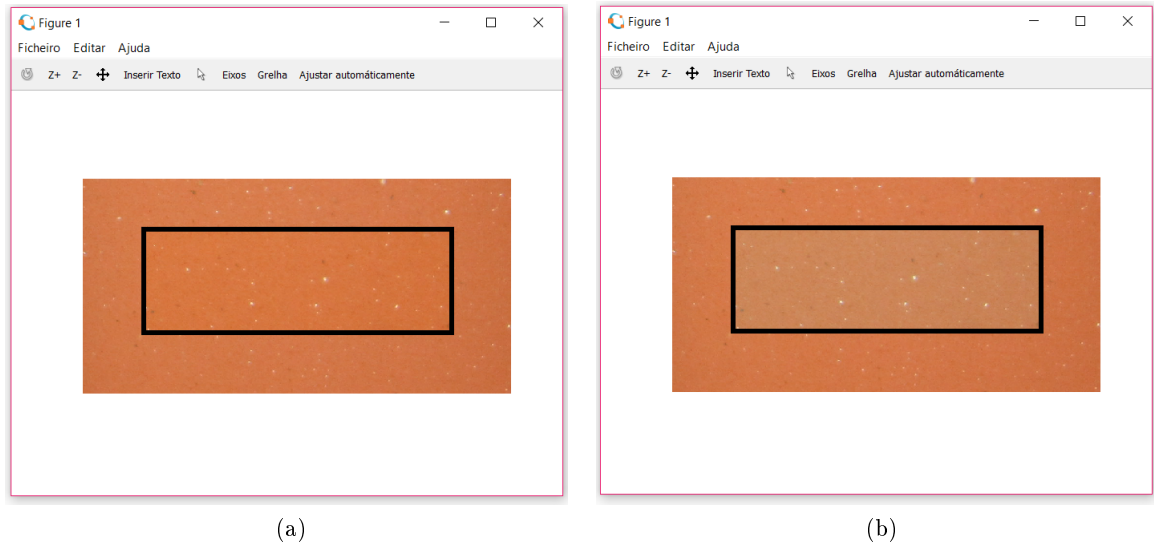 Figure 1
Ficheiro Editar Ajuda
Z+ Z- Inserir Texto Eixos Grelha Ajustar automáticamente
(a)
Figure 1
Ficheiro Editar Ajuda
Z+ Z- Inserir Texto Eixos Grelha Ajustar automáticamente
(b)